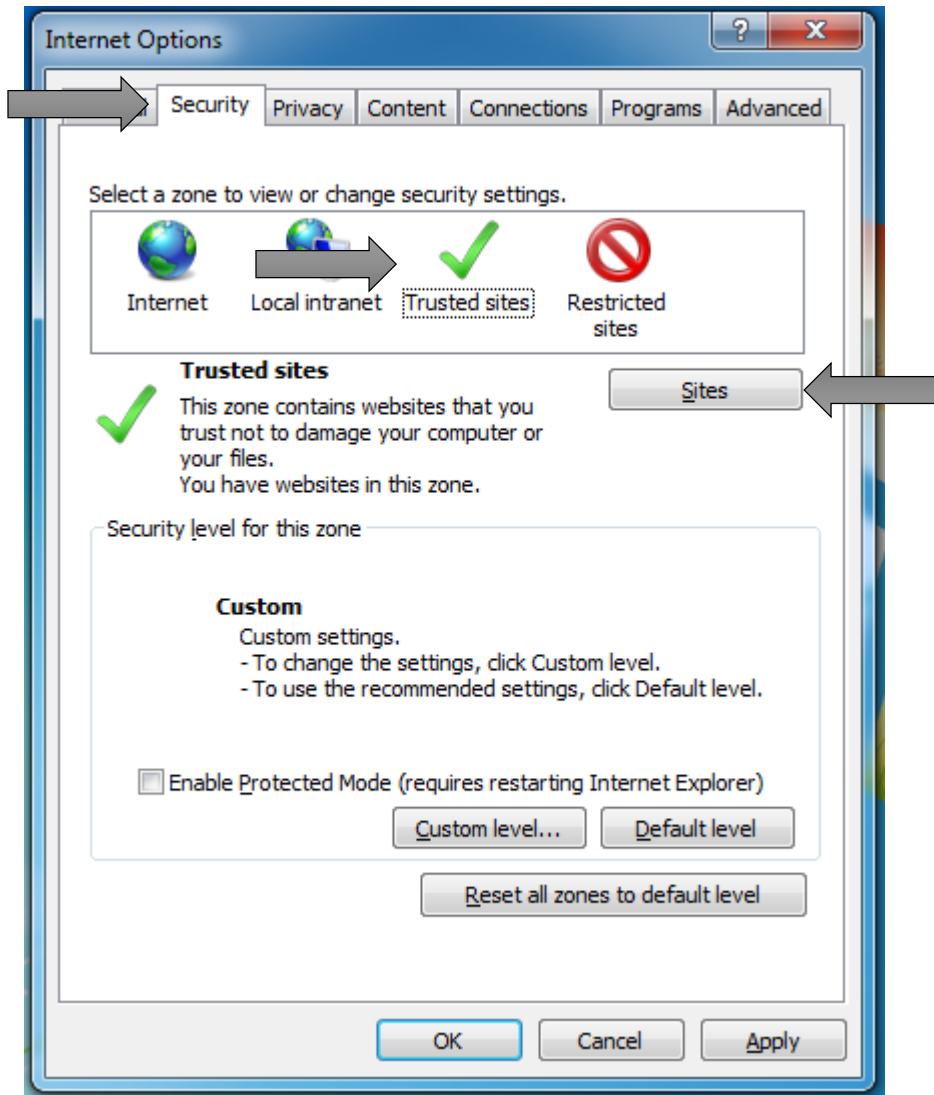 Internet Options
?
Security Privacy Content Connections Programs Advanced
Select a zone to view or change security settings.
Internet Local intranet Trusted sites Restricted
sites
Trusted sites
Sites
This zone contains websites that you
trust not to damage your computer or
your files.
You have websites in this zone.
Security level for this zone
Custom
Custom settings.
- To change the settings, click Custom level.
- To use the recommended settings, click Default level.
Enable Protected Mode (requires restarting Internet Explorer)
Custom level... Default level
Reset all zones to default level
OK Cancel Apply